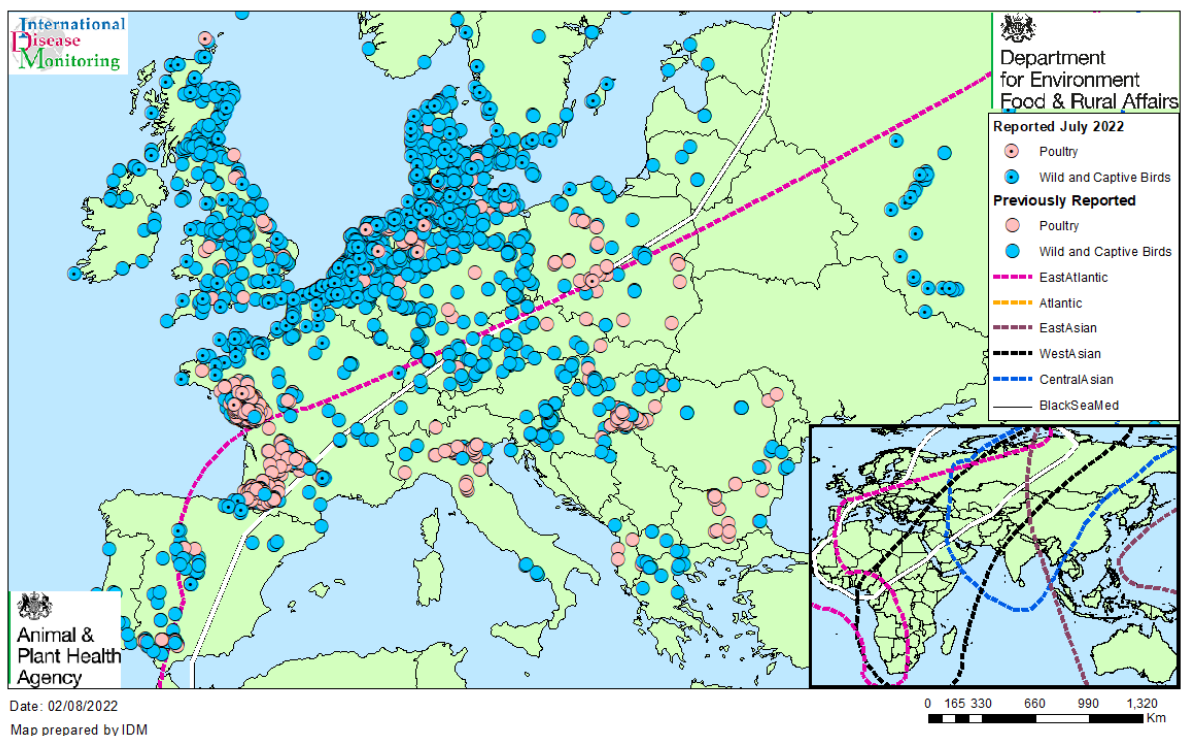 International
Disease
Monitoring
Department
for Environment
Food & Rural Affairs
Reported July 2022
Poultry
Wild and Captive Birds
Previously Reported
Poultry
Wild and Captive Birds
EastAtlantic
Atlantic
EastAsian
WestAsian
CentralAsian
BlackSeaMed
Animal &
Plant Health
Agency
Date: 02/08/2022
0 165 330 660 990 1,320
Km
Map prepared by IDM